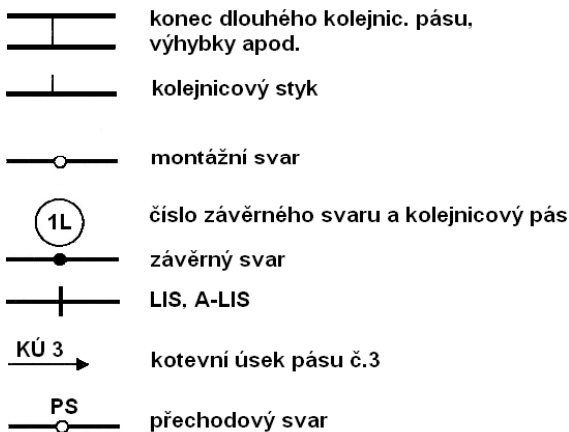 konec dlouhého kolejnic. pásu,
výhybky apod.
kolejnicový styk
montážní svar
1L
číslo závěrného svaru a kolejnicový pás
závěrný svar
LIS, A-LIS
KÚ 3
kotevní úsek pásu č.3
PS
přechodový svar